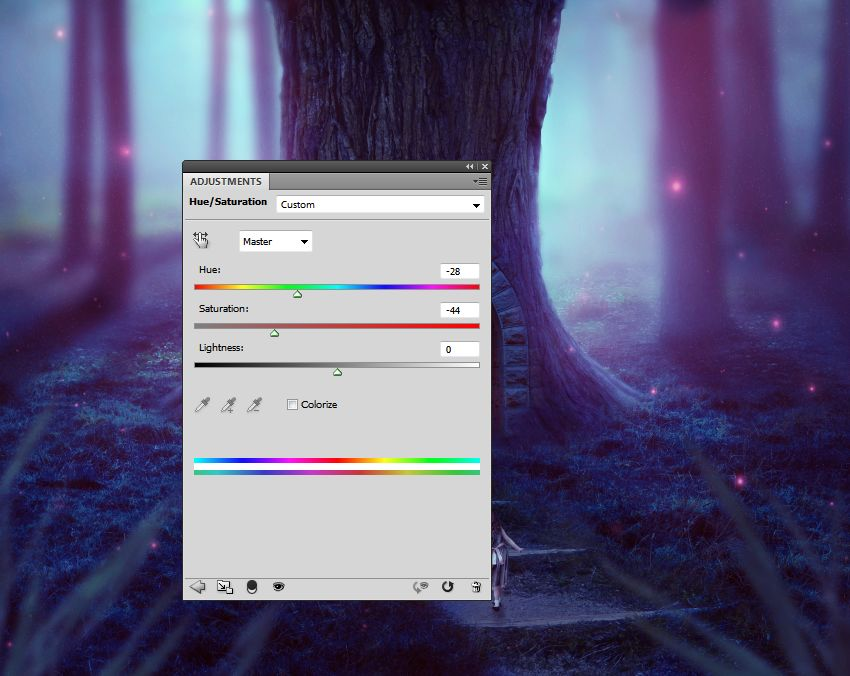 ADJUSTMENTS
Hue/Saturation Custom
Master
Hue: -28
Saturation: -44
Lightness: 0
Colorize